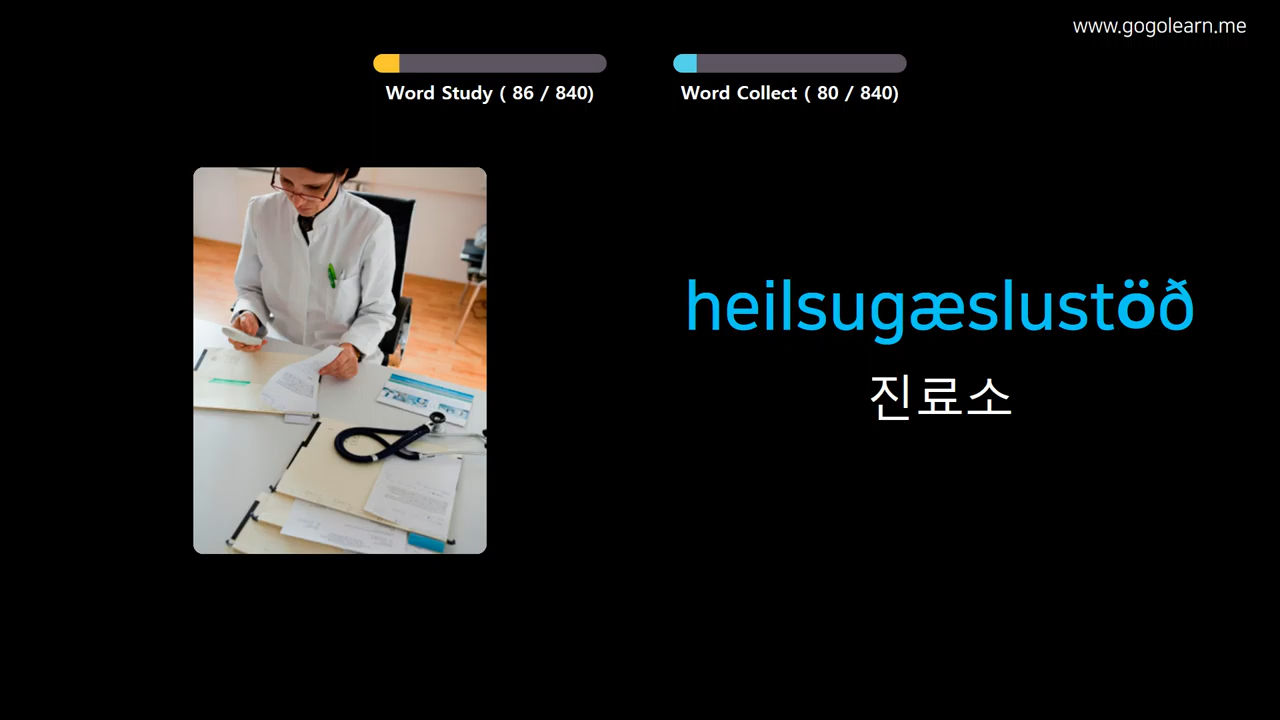 www.gogolearn.me
Word Study ( 86 / 840)
Word Collect ( 80 / 840)
heilsugæslustöð
진료소